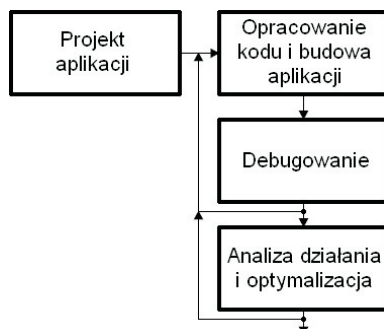 Projekt
aplikacji
Opracowanie
kodu i budowa
aplikacji
Debugowanie
Analiza działania
i optymalizacja